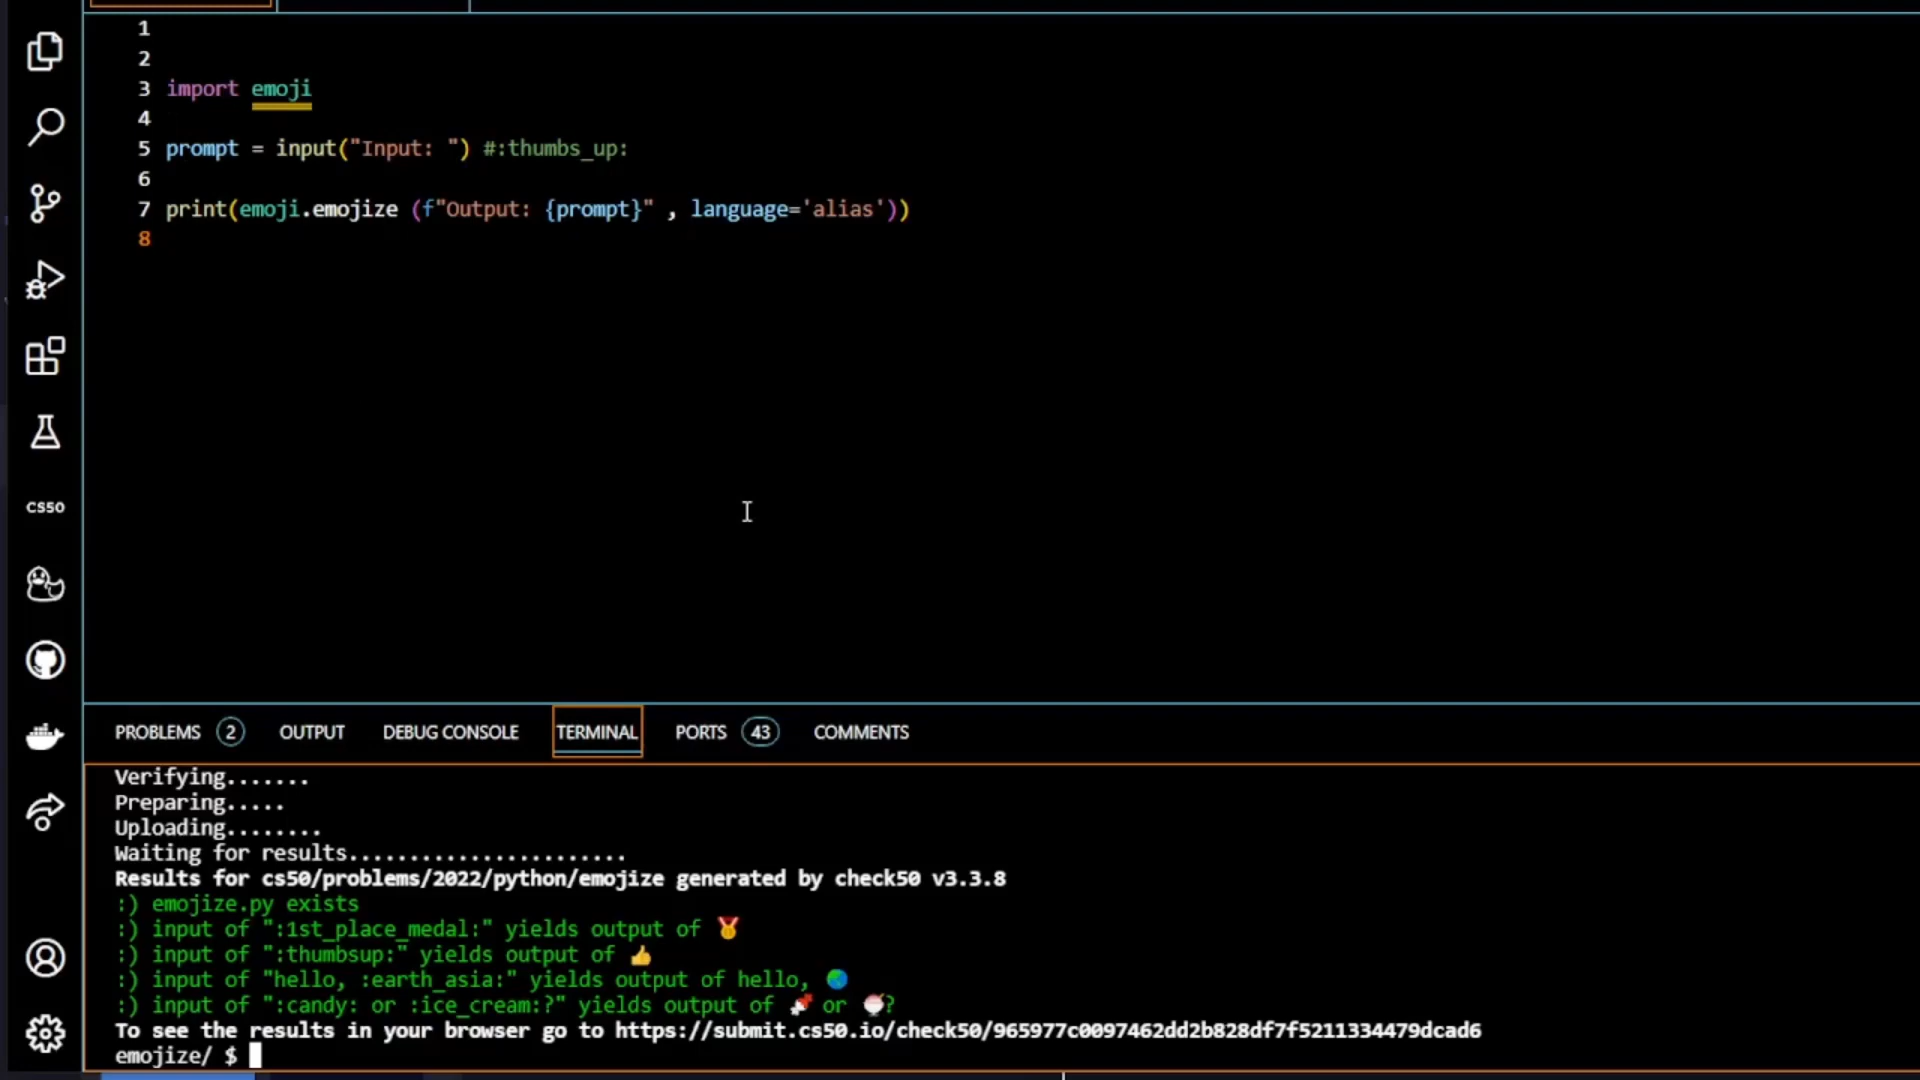 1
2
3 import emoji
4
5 prompt = input("Input: ") #:thumbs_up:
6
7 print(emoji.emojize (f"Output: {prompt}" , language='alias'))
8
CS50
PROBLEMS 2 OUTPUT DEBUG CONSOLE TERMINAL PORTS 43 COMMENTS
Verifying.......
Preparing.....
Uploading........
Waiting for results.......................
Results for cs50/problems/2022/python/emojize generated by check50 v3.3.8
:) emojize.py exists
:) input of ":1st_place_medal:" yields output of 🥇
:) input of ":thumbsup:" yields output of 👍
:) input of "hello, :earth_asia:" yields output of hello, 🌏
:) input of ":candy: or :ice_cream:?" yields output of 🍬 or 🍨?
To see the results in your browser go to https://submit.cs50.io/check50/965977c0097462dd2b828df7f5211334479dcad6
emojize/ $